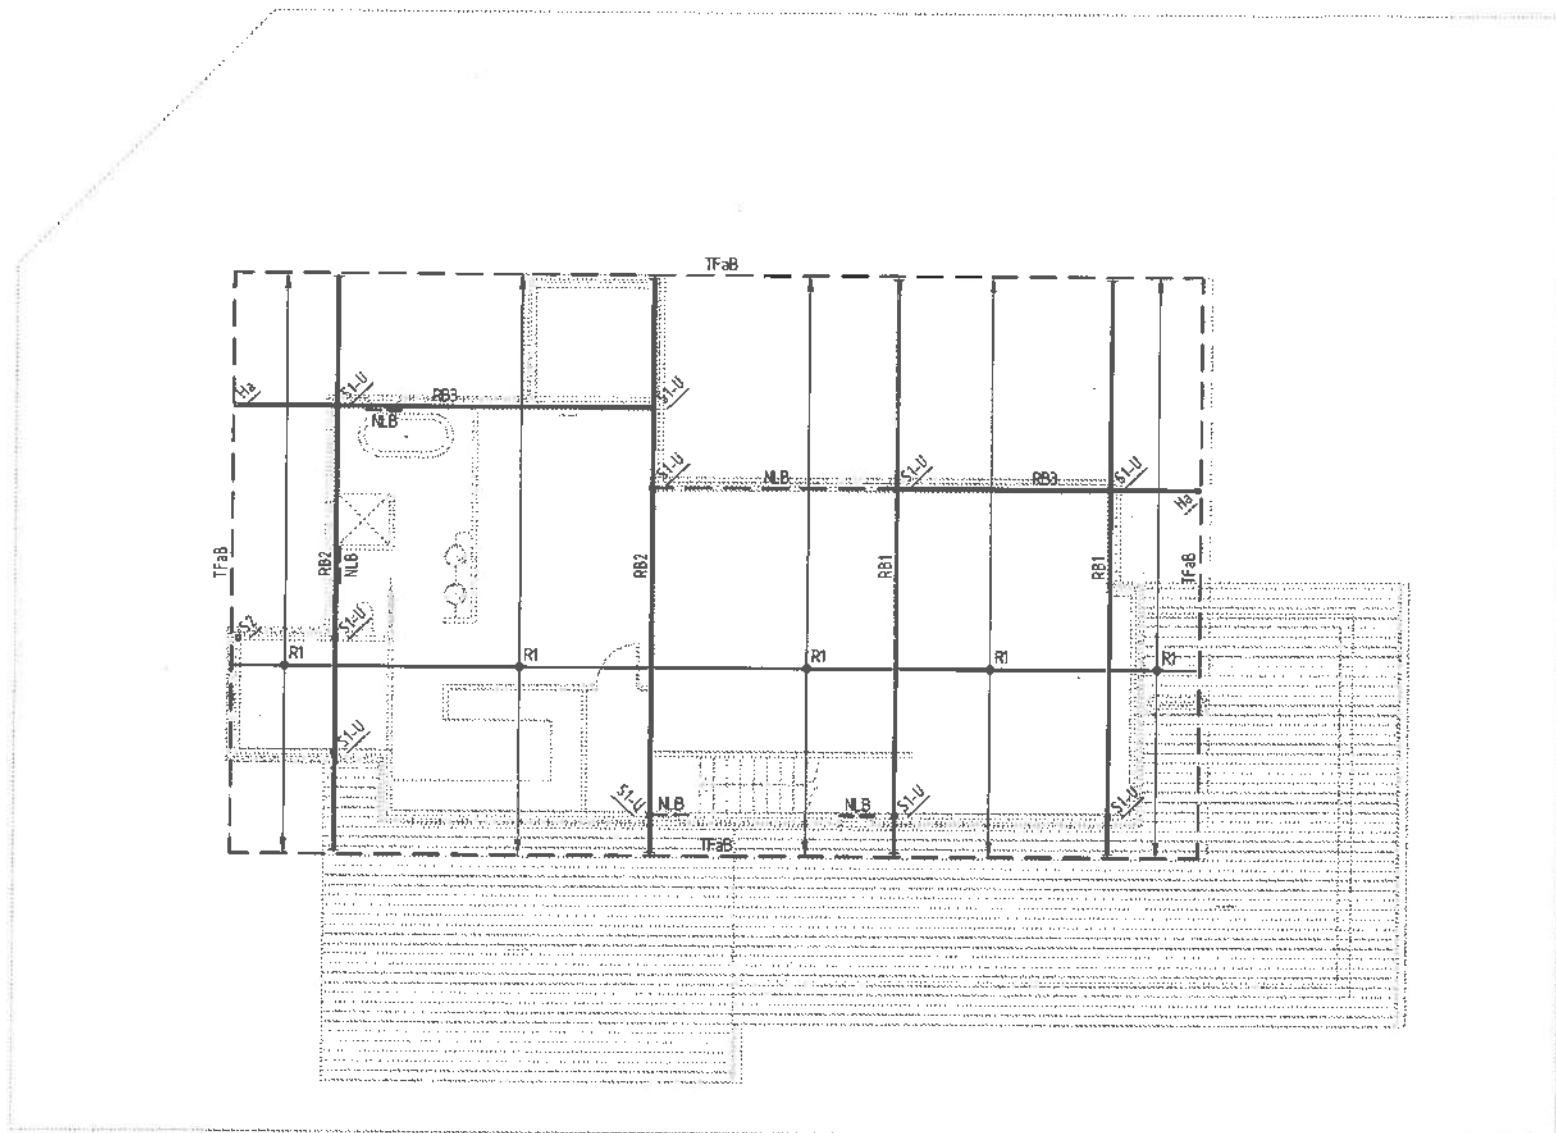 TFaB
Ha
S1-U
RB3
S1-U
NLB
S1-U
NLB
S1-U
RB3
S1-U
Ha
TFaB
RB2
NLB
RB2
RB1
RB1
TFaB
S2
S1-U
R1
R1
R1
R1
R1
S1-U
S1-U
NLB
NLB
S1-U
S1-U
TFaB